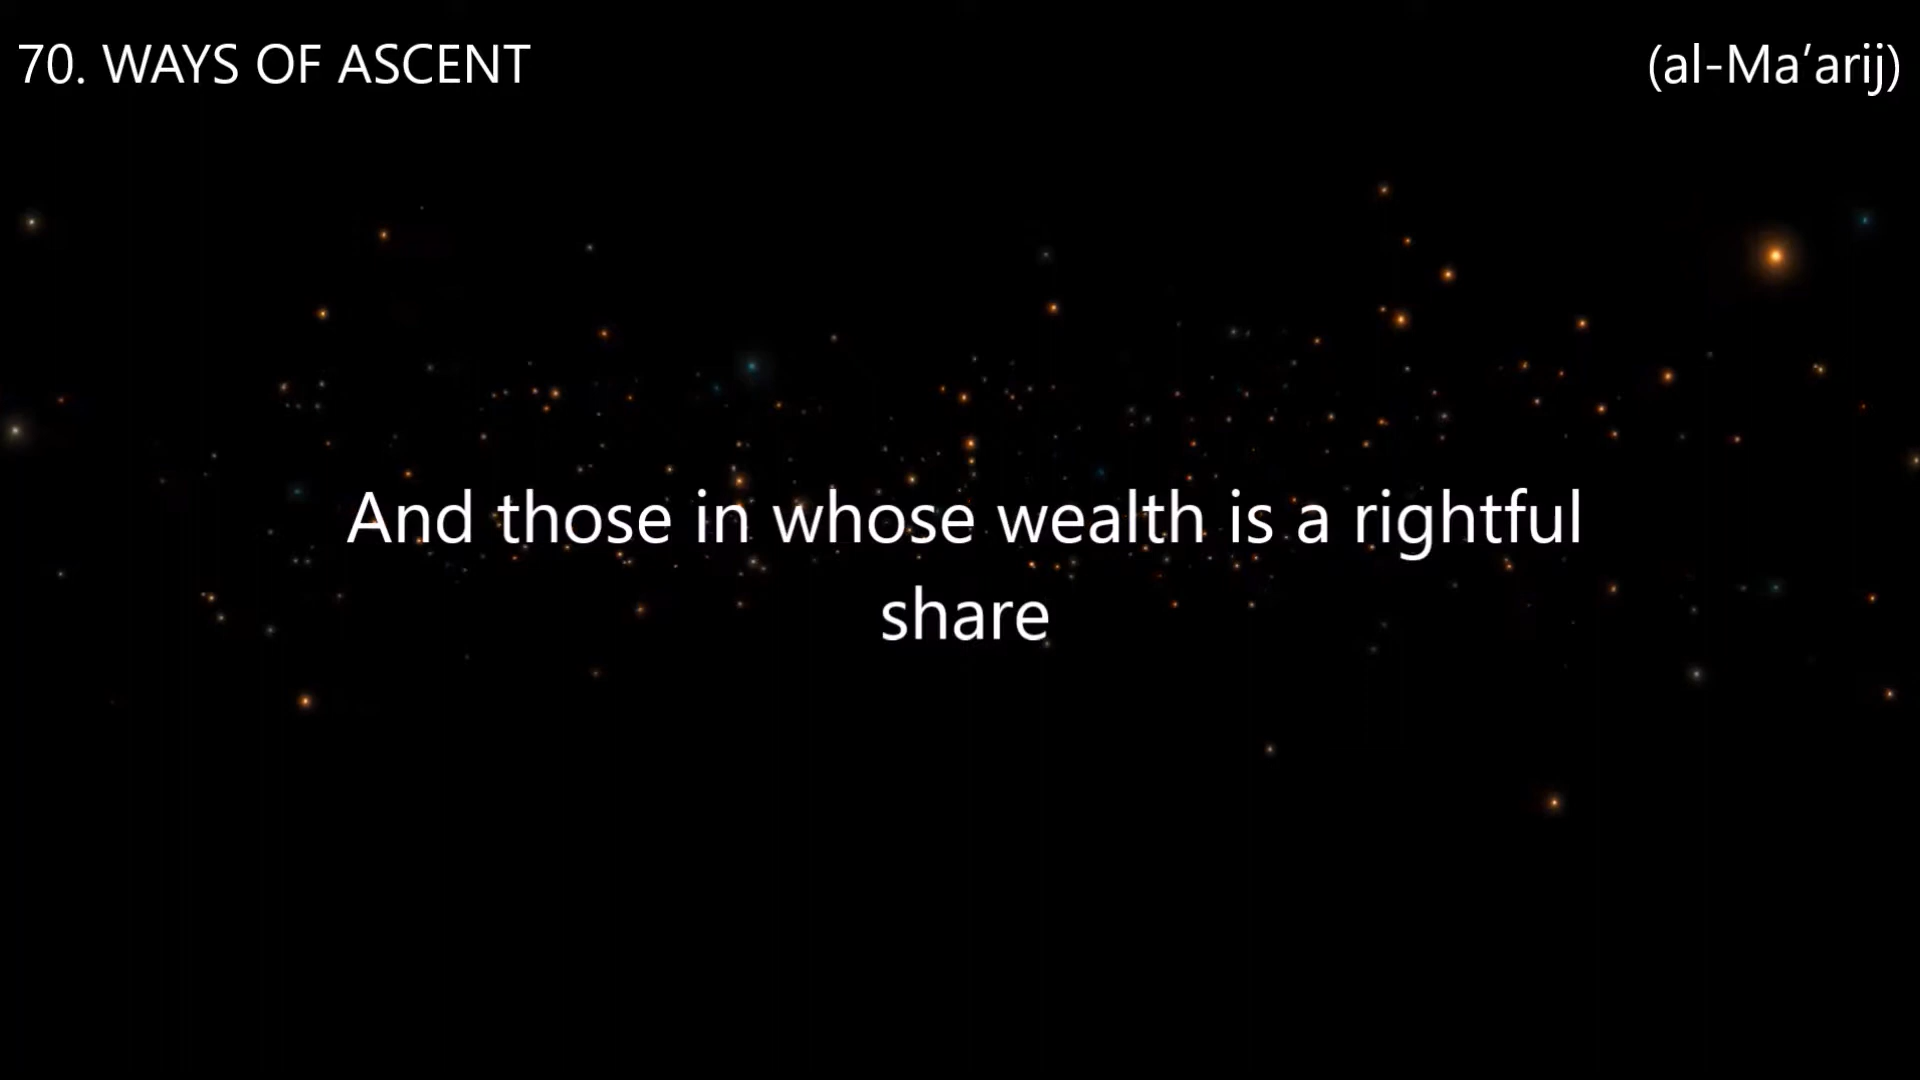 70. WAYS OF ASCENT
(al-Ma’arij)
And those in whose wealth is a rightful
share